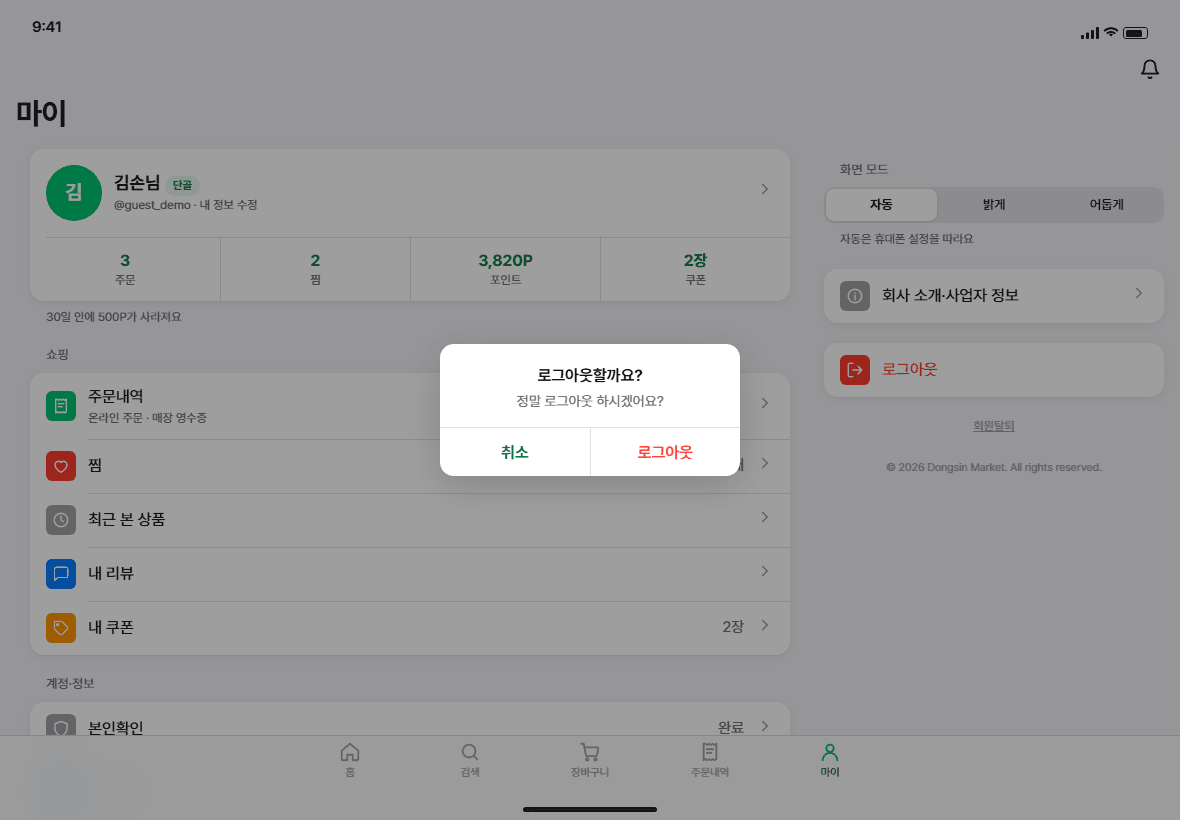 9:41
마이
김
김손님 단골
@guest_demo · 내 정보 수정
3
주문
2
찜
3,820P
포인트
2장
쿠폰
30일 안에 500P가 사라져요
쇼핑
주문내역
온라인 주문 · 매장 영수증
찜
최근 본 상품
내 리뷰
내 쿠폰
2장
계정·정보
본인확인
완료
화면 모드
자동
밝게
어둡게
자동은 휴대폰 설정을 따라요
회사 소개·사업자 정보
로그아웃
회원탈퇴
© 2026 Dongsin Market. All rights reserved.
로그아웃할까요?
정말 로그아웃 하시겠어요?
취소
로그아웃
홈
검색
장바구니
주문내역
마이